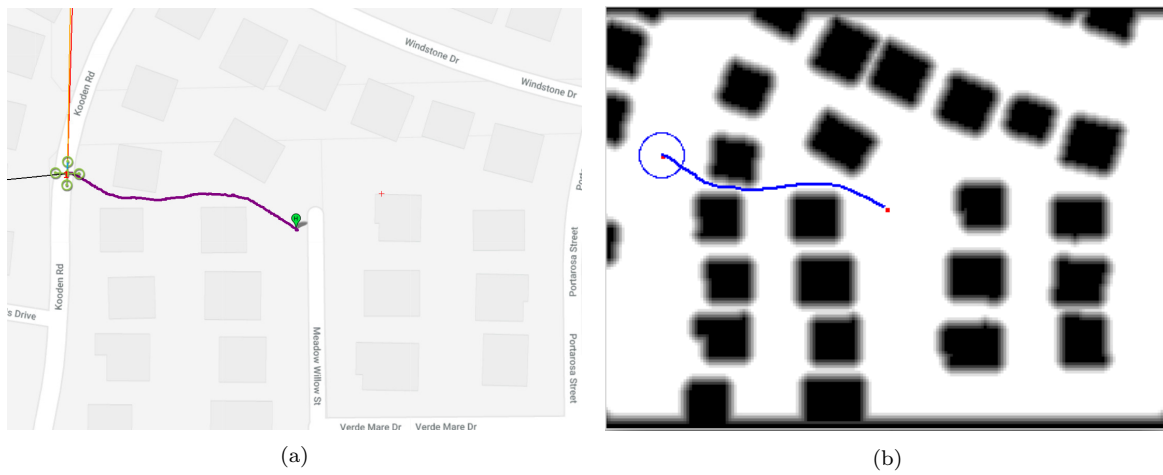 Windstone Dr
Windstone Dr
Kooden Rd
H
Kooden Rd
s Drive
Meadow Willow St
Porta
Portarosa Street
Portarosa Street
Verde Mare Dr
Verde Mare Dr
(a)
(b)